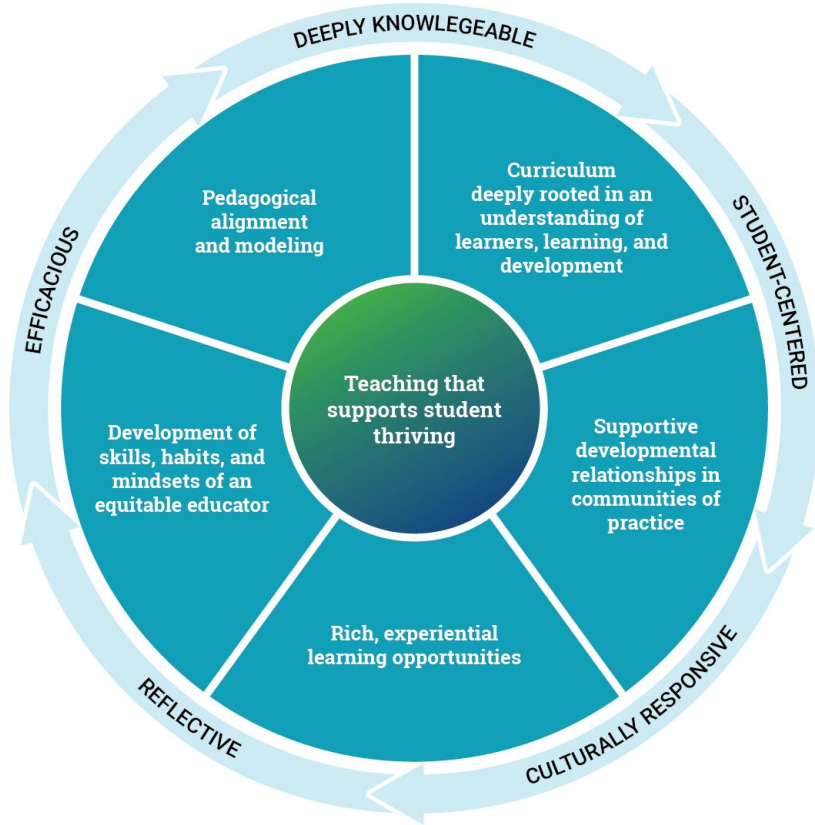 DEEPLY KNOWLEGEABLE
STUDENT-CENTERED
CULTURALLY RESPONSIVE
REFLECTIVE
EFFICACIOUS
Pedagogical
alignment
and modeling
Curriculum
deeply rooted in an
understanding of
learners, learning, and
development
Supportive
developmental
relationships in
communities of
practice
Rich, experiential
learning opportunities
Development of
skills, habits, and
mindsets of an
equitable educator
Teaching that
supports student
thriving